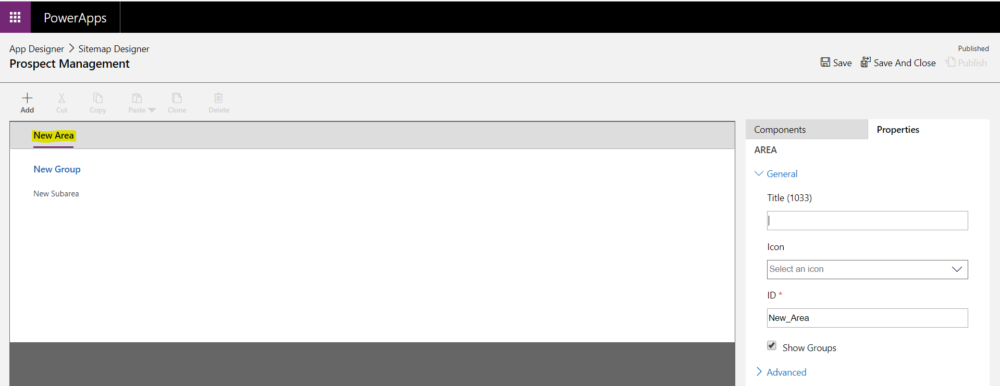 PowerApps
App Designer > Sitemap Designer
Published
Prospect Management
Save
Save And Close
Publish
Add
Cut
Copy
Paste
Clone
Delete
New Area
New Group
New Subarea
Components
Properties
AREA
General
Title (1033)
Icon
Select an icon
ID *
New_Area
Show Groups
Advanced